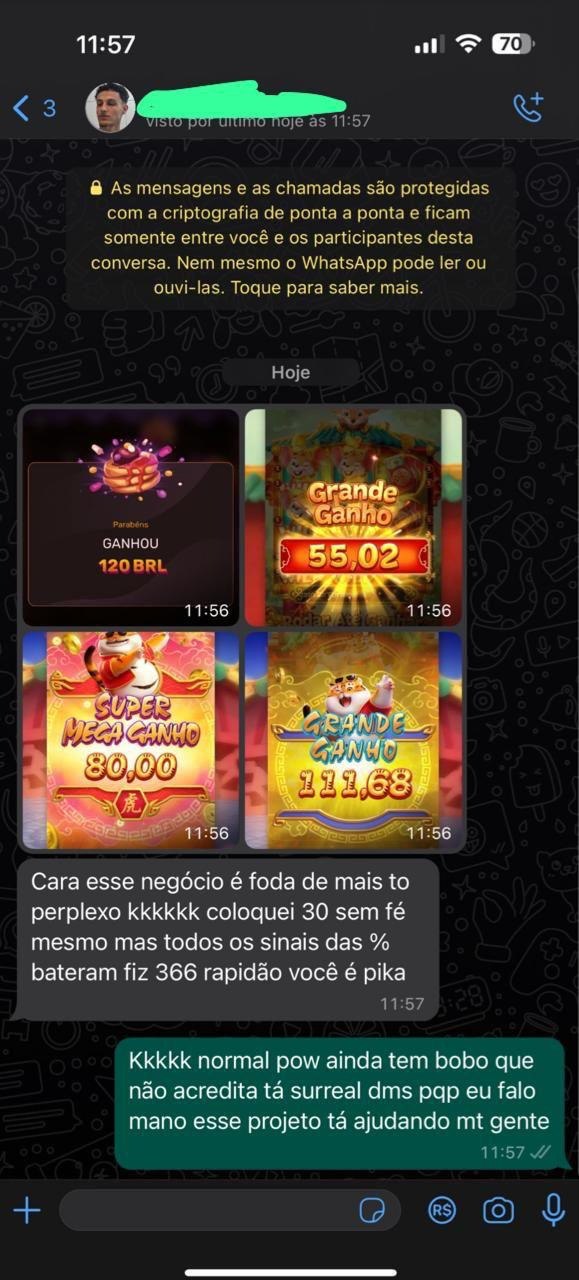 11:57
70
3
visto por último hoje às 11:57
As mensagens e as chamadas são protegidas
com a criptografia de ponta a ponta e ficam
somente entre você e os participantes desta
conversa. Nem mesmo o WhatsApp pode ler ou
ouvi-las. Toque para saber mais.
Hoje
Parabéns
GANHOU
120 BRL
11:56
Grande
Ganho
55,02
11:56
SUPER
MEGA GANHO
80,00
虎
11:56
GRANDE
GANHO
111,68
11:56
Cara esse negócio é foda de mais to
perplexo kkkkkk coloquei 30 sem fé
mesmo mas todos os sinais das %
bateram fiz 366 rapidão você é pika
11:57
Kkkkk normal pow ainda tem bobo que
não acredita tá surreal dms pqp eu falo
mano esse projeto tá ajudando mt gente
11:57
R$